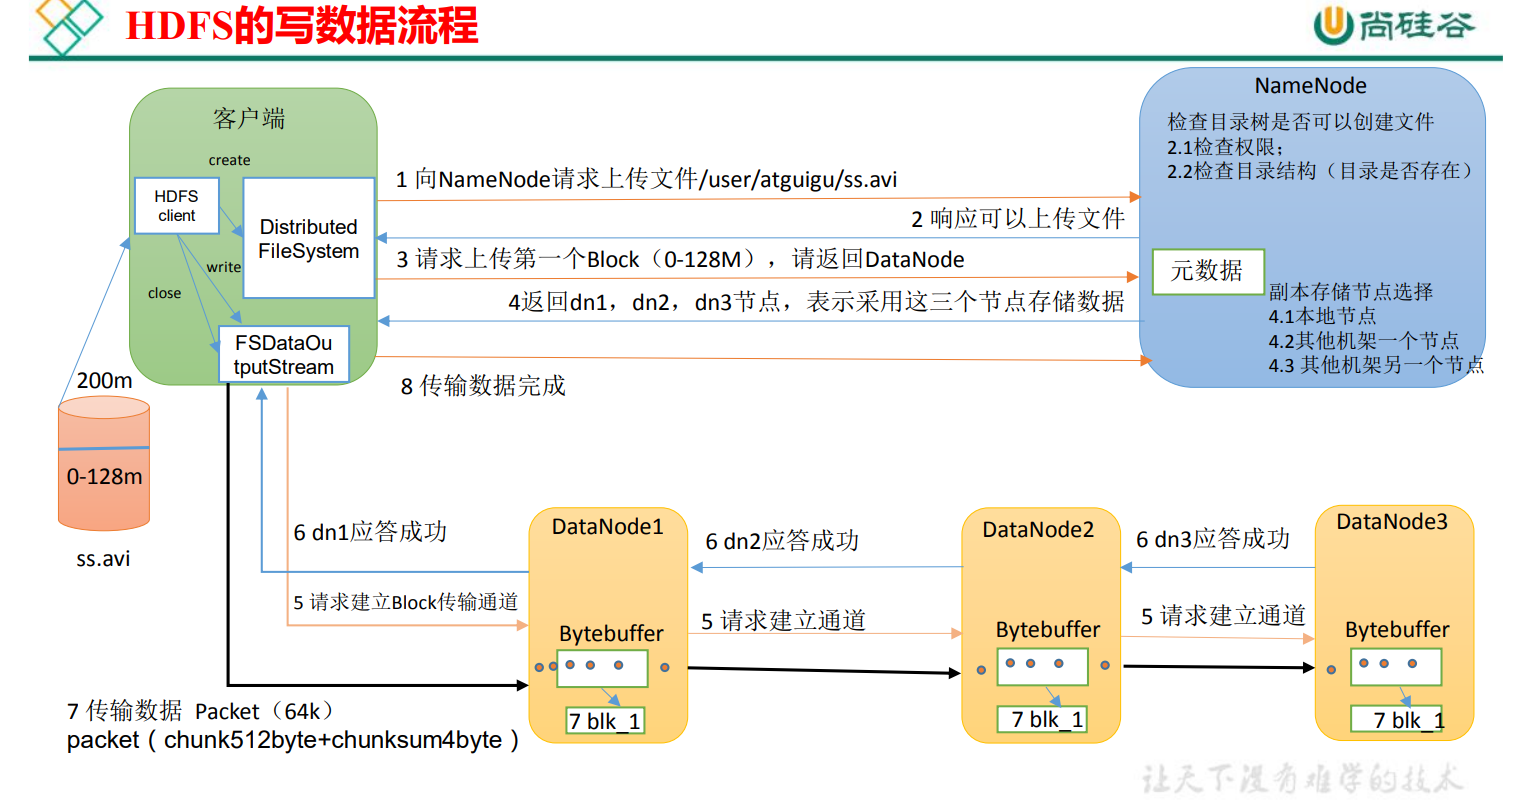 HDFS的写数据流程
尚硅谷
客户端
create
HDFS
client
Distributed
FileSystem
write
close
FSDataOu
tputStream
200m
0-128m
ss.avi
1 向NameNode请求上传文件/user/atguigu/ss.avi
2 响应可以上传文件
3 请求上传第一个Block（0-128M），请返回DataNode
4返回dn1，dn2，dn3节点，表示采用这三个节点存储数据
8 传输数据完成
NameNode
检查目录树是否可以创建文件
2.1检查权限；
2.2检查目录结构（目录是否存在）
元数据
副本存储节点选择
4.1本地节点
4.2其他机架一个节点
4.3 其他机架另一个节点
6 dn1应答成功
5 请求建立Block传输通道
DataNode1
Bytebuffer
7 blk_1
6 dn2应答成功
5 请求建立通道
DataNode2
Bytebuffer
7 blk_1
6 dn3应答成功
5 请求建立通道
DataNode3
Bytebuffer
7 blk_1
7 传输数据 Packet（64k）
packet（chunk512byte+chunksum4byte）
让天下没有难学的技术